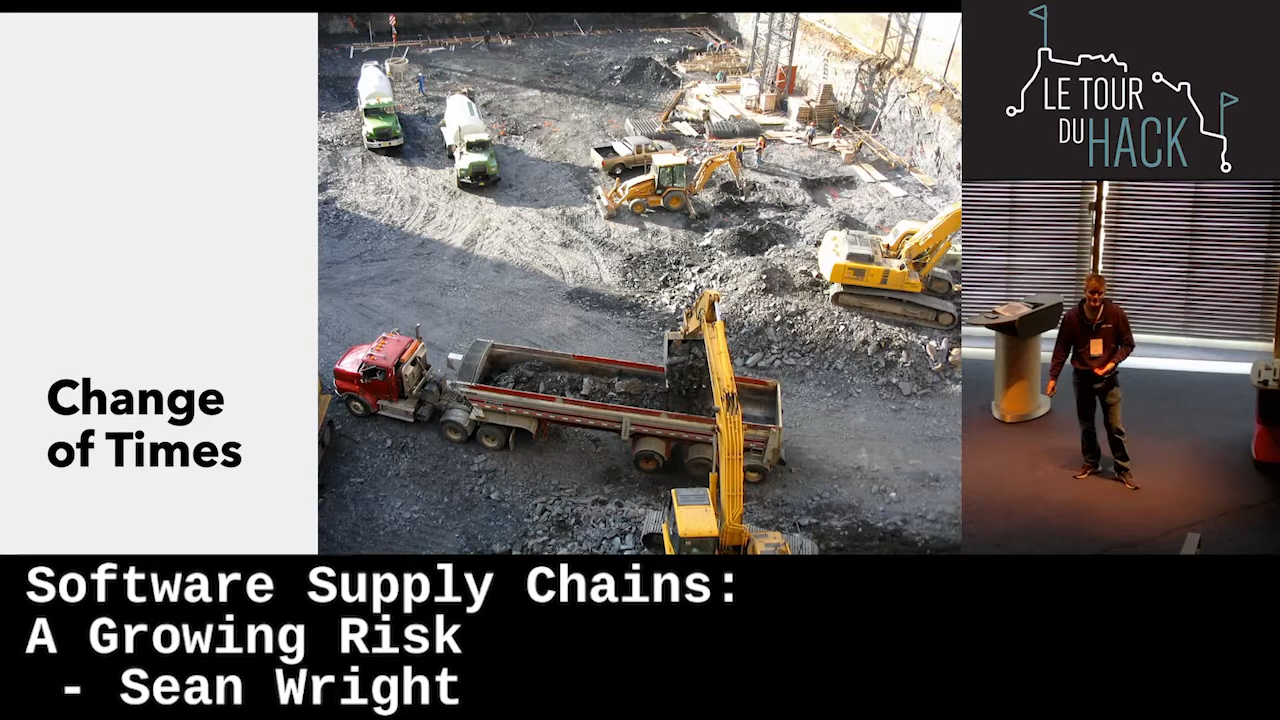 Change
of Times
LE TOUR
DU HACK
Software Supply Chains:
A Growing Risk
- Sean Wright